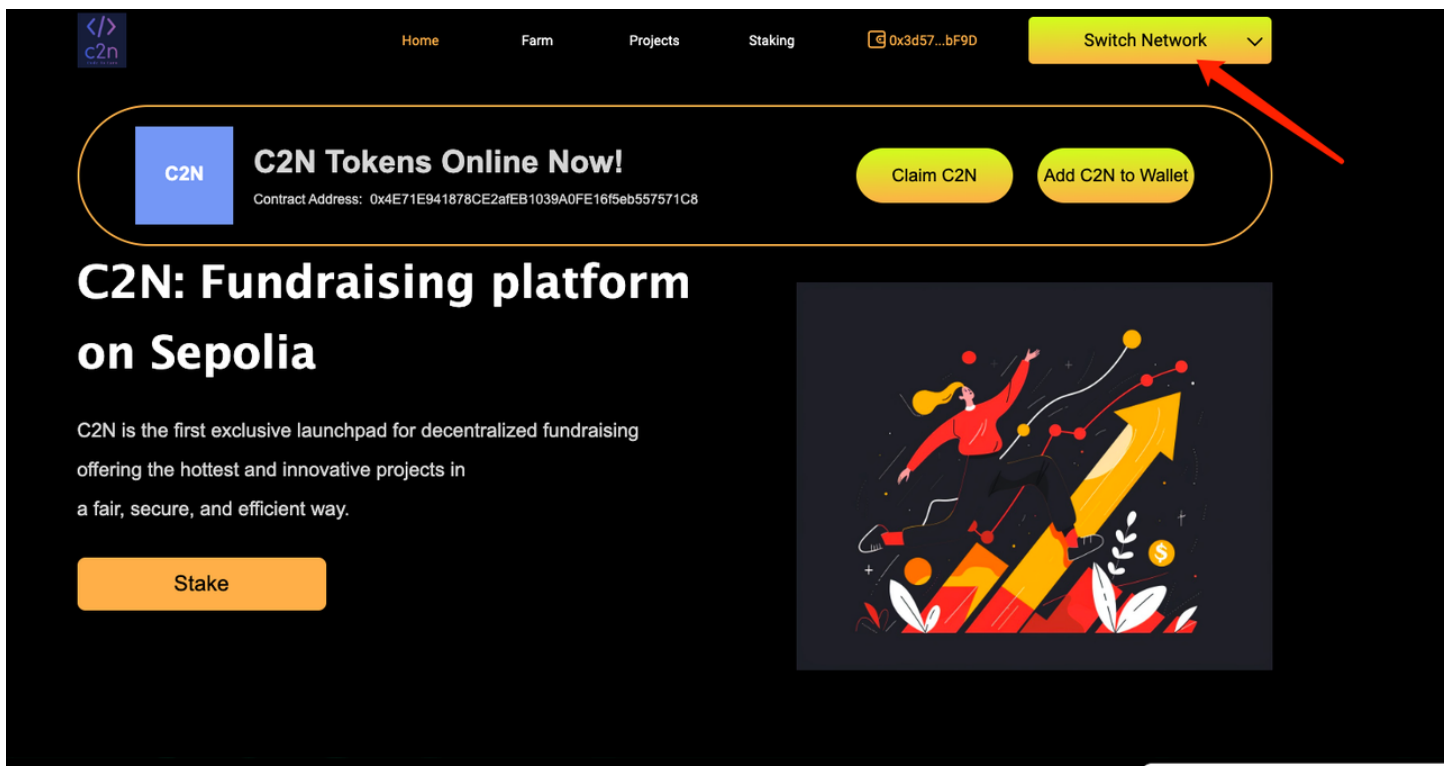 </>
c2n
Home Farm Projects Staking 0x3d57...bF9D Switch Network
C2N
C2N Tokens Online Now!
Contract Address: 0x4E71E941878CE2afEB1039A0FE16f5eb557571C8
Claim C2N Add C2N to Wallet
C2N: Fundraising platform
on Sepolia
C2N is the first exclusive launchpad for decentralized fundraising
offering the hottest and innovative projects in
a fair, secure, and efficient way.
Stake
$